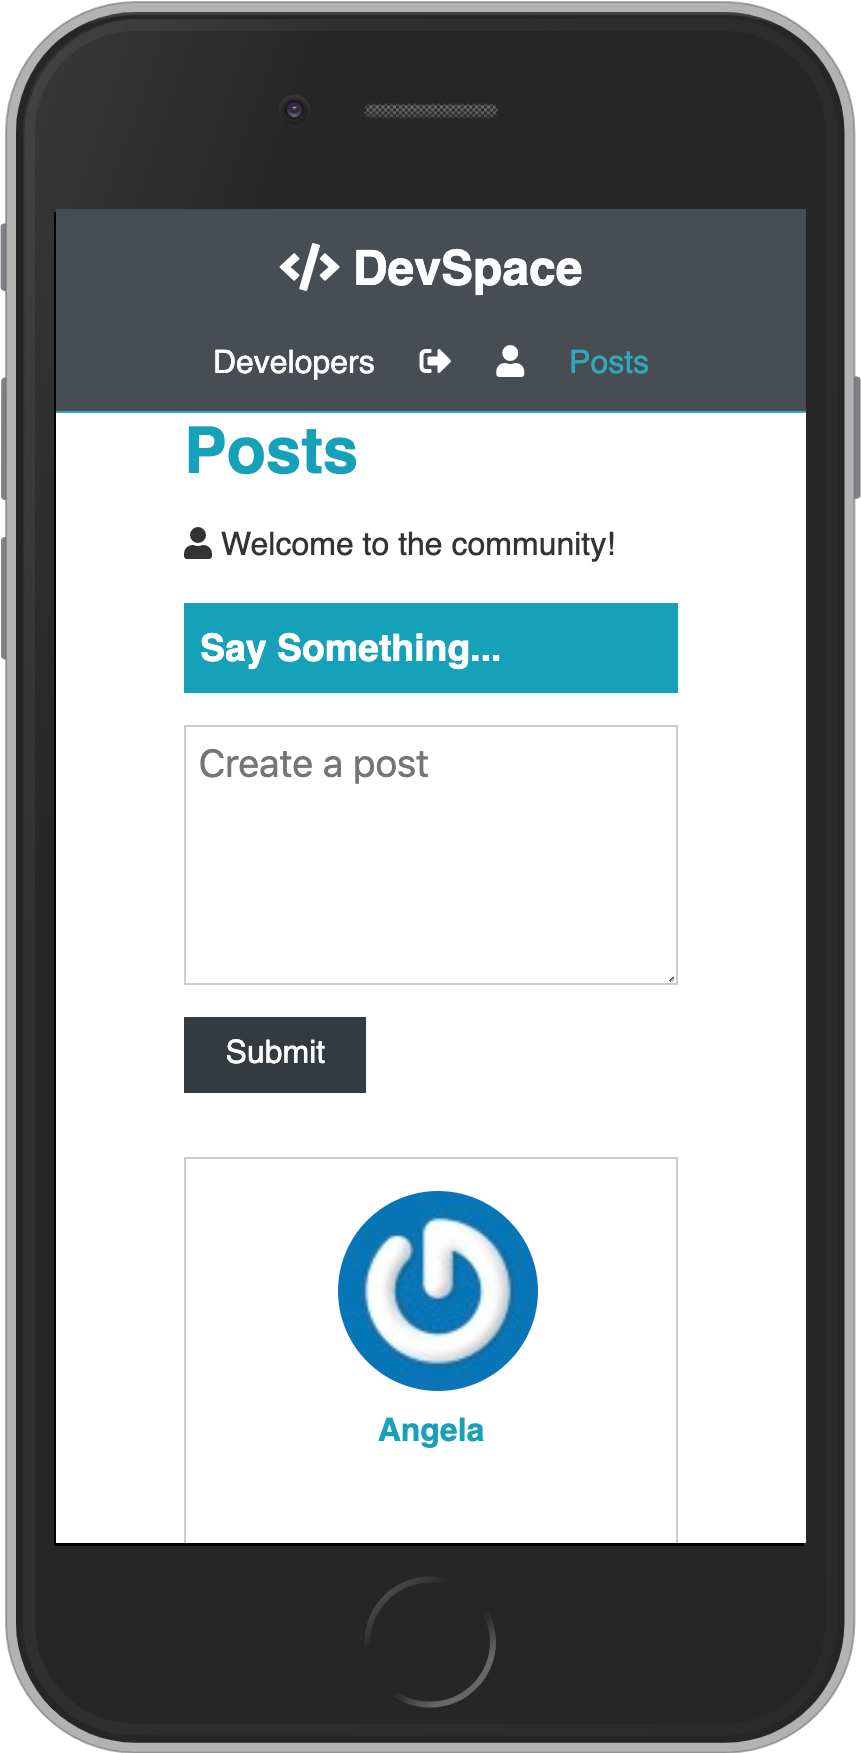 </> DevSpace
Developers Posts
Posts
Welcome to the community!
Say Something...
Create a post
Submit
Angela